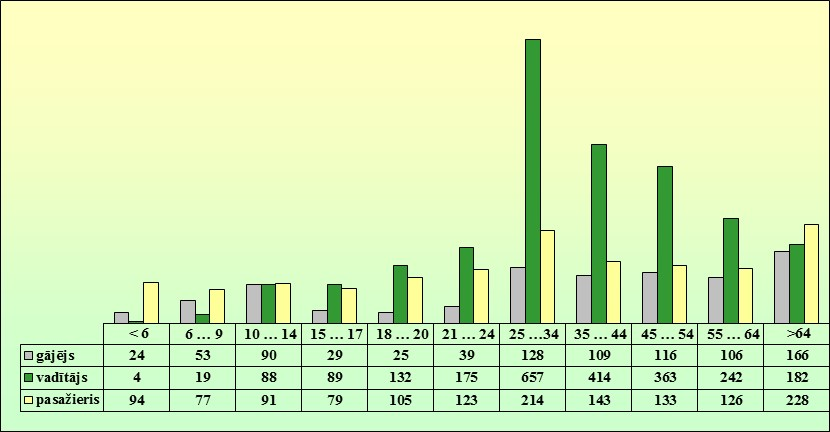 < 6 6 … 9 10 … 14 15 … 17 18 … 20 21 … 24 25 …34 35 … 44 45 … 54 55 … 64 >64
gājējs 24 53 90 29 25 39 128 109 116 106 166
vadītājs 4 19 88 89 132 175 657 414 363 242 182
pasažieris 94 77 91 79 105 123 214 143 133 126 228